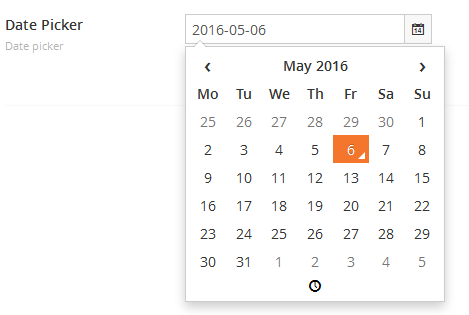 Date Picker
2016-05-06
14
Date picker
‹ May 2016 ›
Mo Tu We Th Fr Sa Su
25 26 27 28 29 30 1
2 3 4 5 6 7 8
9 10 11 12 13 14 15
16 17 18 19 20 21 22
23 24 25 26 27 28 29
30 31 1 2 3 4 5